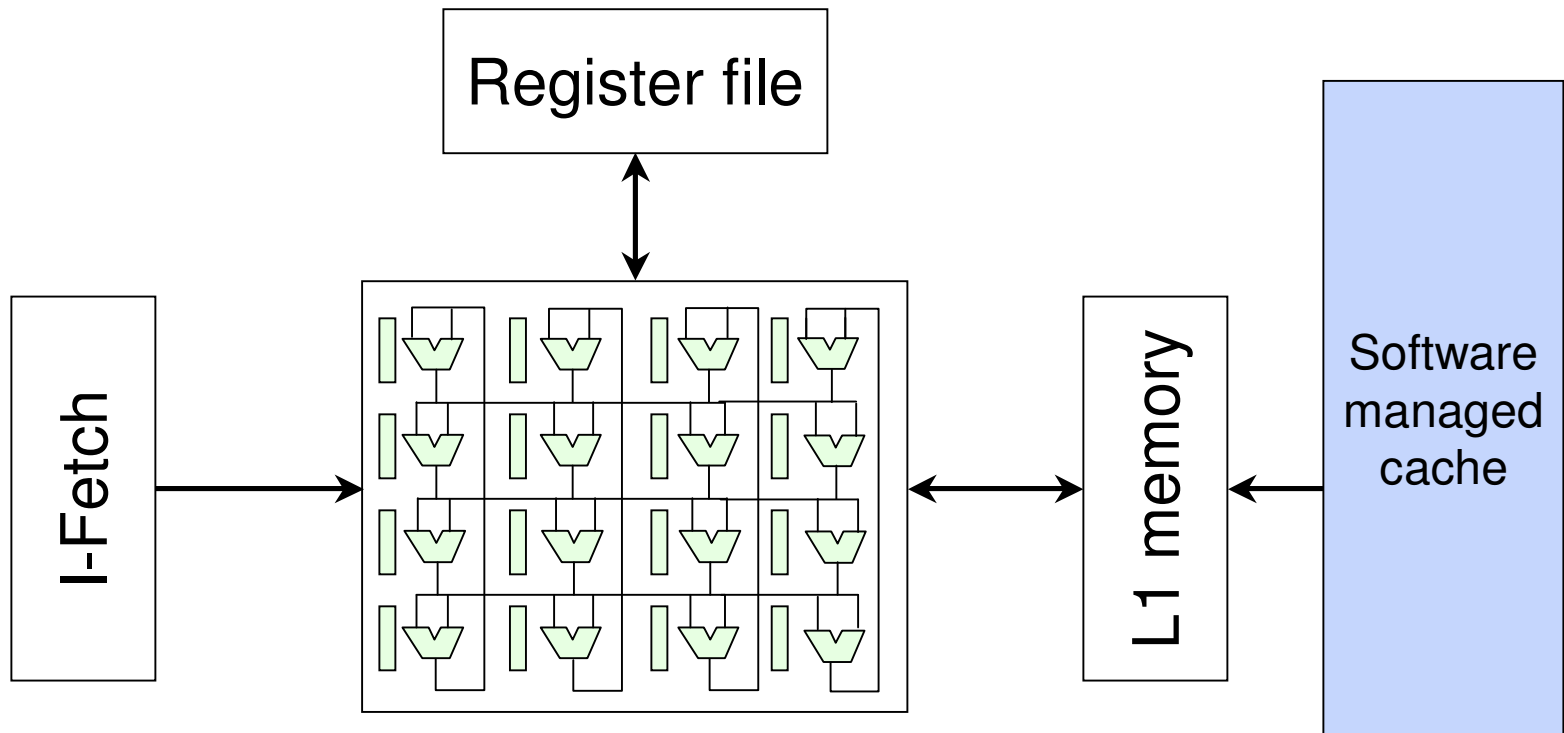 Register file
I-Fetch
L1 memory
Software
managed
cache